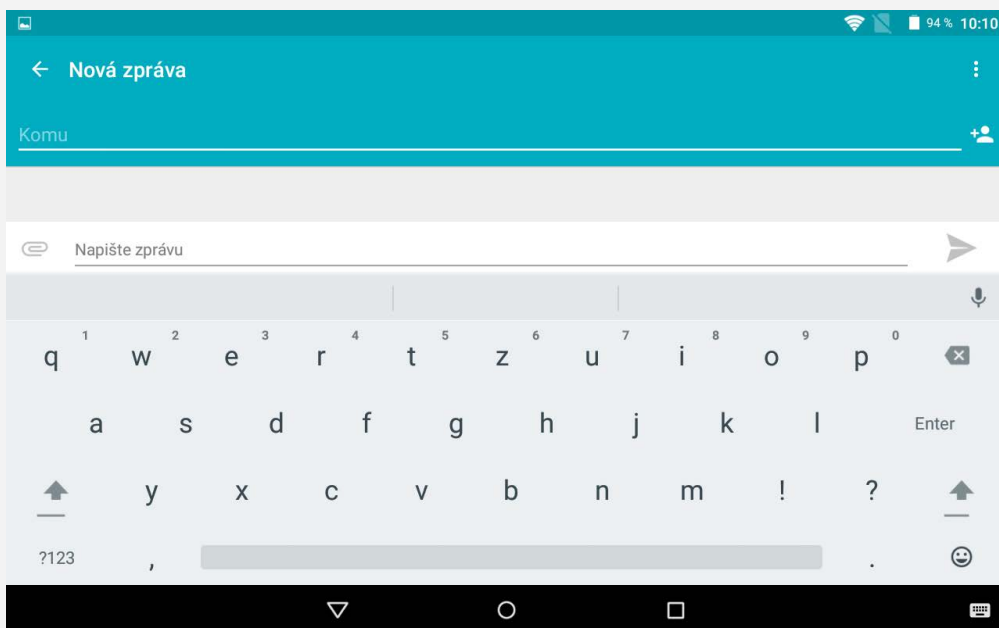 94 % 10:10
Nová zpráva
Komu
Napište zprávu
1 2 3 4 5 6 7 8 9 0
q w e r t z u i o p
a s d f g h j k l Enter
y x c v b n m ! ?
?123 , .